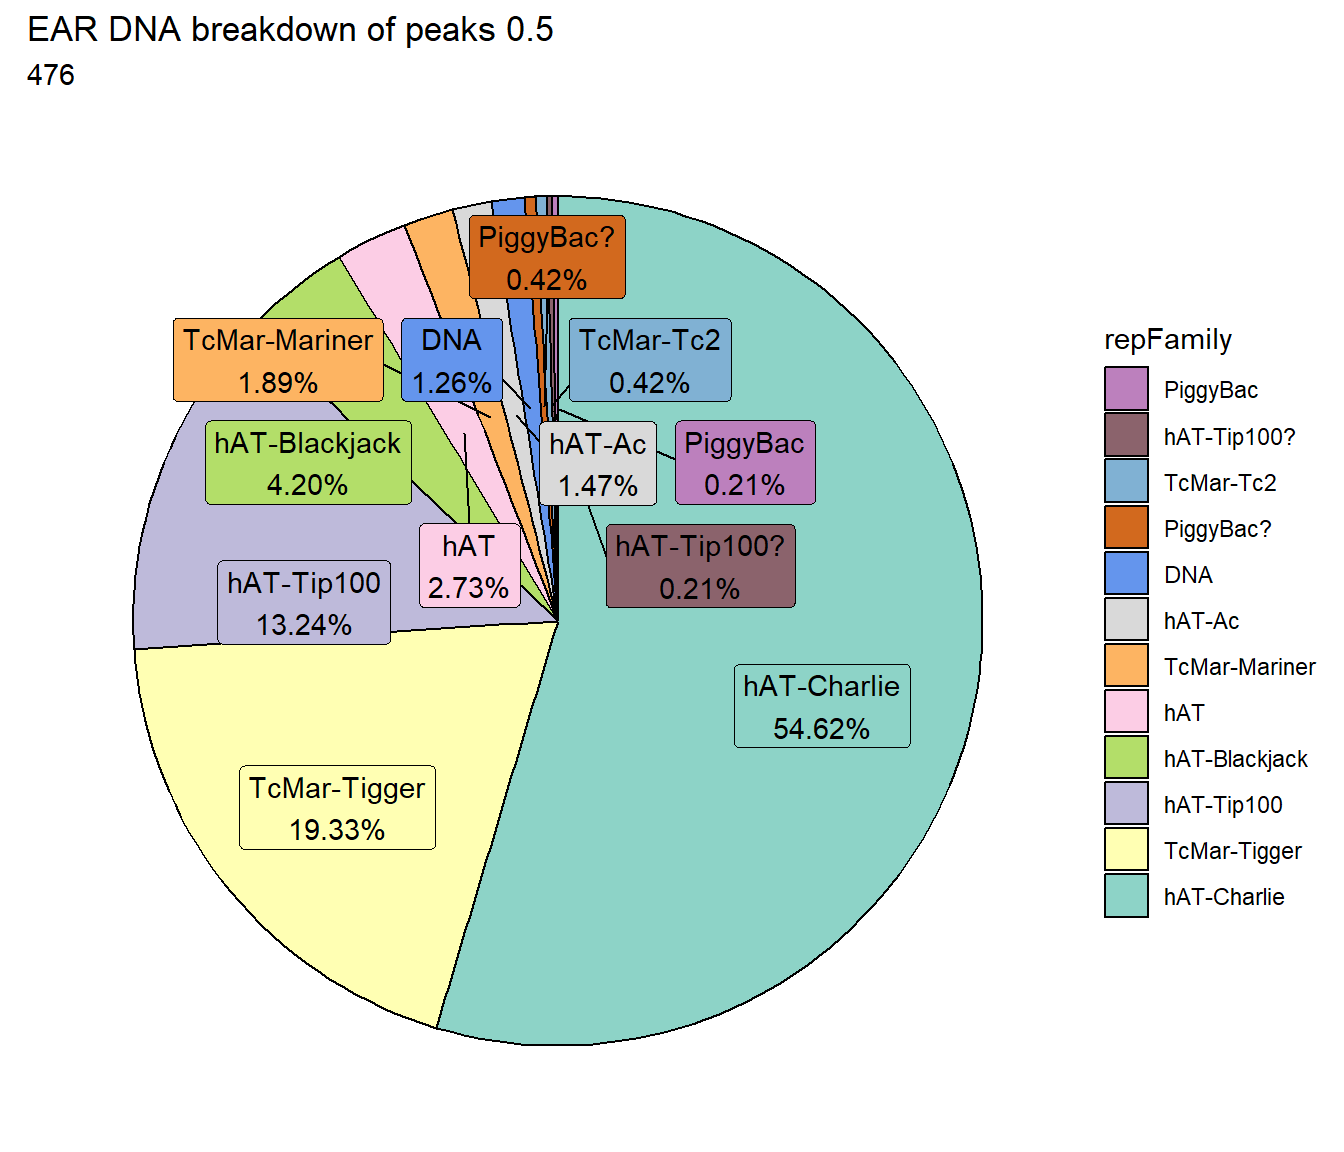 EAR DNA breakdown of peaks 0.5
476
PiggyBac?
0.42%
TcMar-Mariner
1.89%
DNA
1.26%
TcMar-Tc2
0.42%
hAT-Blackjack
4.20%
hAT-Ac
1.47%
PiggyBac
0.21%
hAT
2.73%
hAT-Tip100?
0.21%
hAT-Tip100
13.24%
hAT-Charlie
54.62%
TcMar-Tigger
19.33%
repFamily
PiggyBac
hAT-Tip100?
TcMar-Tc2
PiggyBac?
DNA
hAT-Ac
TcMar-Mariner
hAT
hAT-Blackjack
hAT-Tip100
TcMar-Tigger
hAT-Charlie